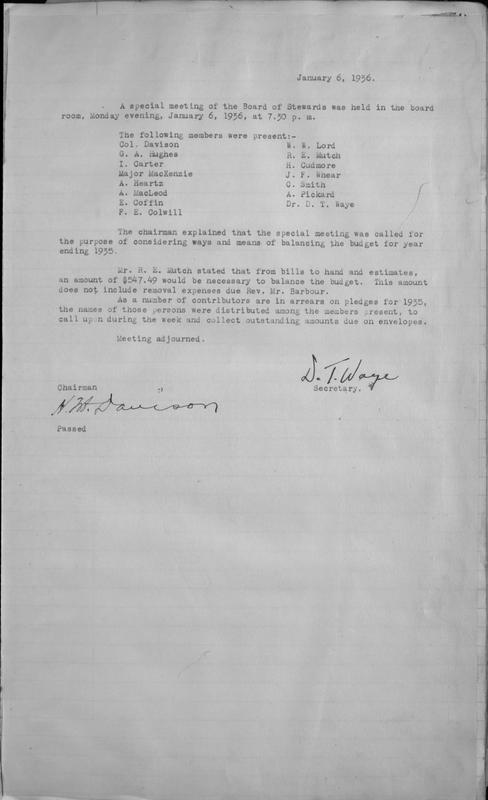 January 6, 1936.
A special meeting of the Board of Stewards was held in the board
room, Monday evening, January 6, 1936, at 7.30 p. m.
The following members were present:-
Col. Davison
W. W. Lord
G. A. Hughes
R. E. Mutch
I. Carter
H. Cudmore
Major MacKenzie
J. F. Whear
A. Heartz
C. Smith
A. MacLeod
A. Pickard
E. Coffin
Dr. D. T. Waye
F. E. Colwill
The chairman explained that the special meeting was called for
the purpose of considering ways and means of balancing the budget for year
ending 1935.
Mr. R. E. Mutch stated that from bills to hand and estimates,
an amount of $547.49 would be necessary to balance the budget. This amount
does not include removal expenses due Rev. Mr. Barbour.
As a number of contributors are in arrears on pledges for 1935,
the names of those persons were distributed among the members present, to
call upon during the week and collect outstanding amounts due on envelopes.
Meeting adjourned.
D. T. Waye
Chairman
Secretary.
Davison
Passed